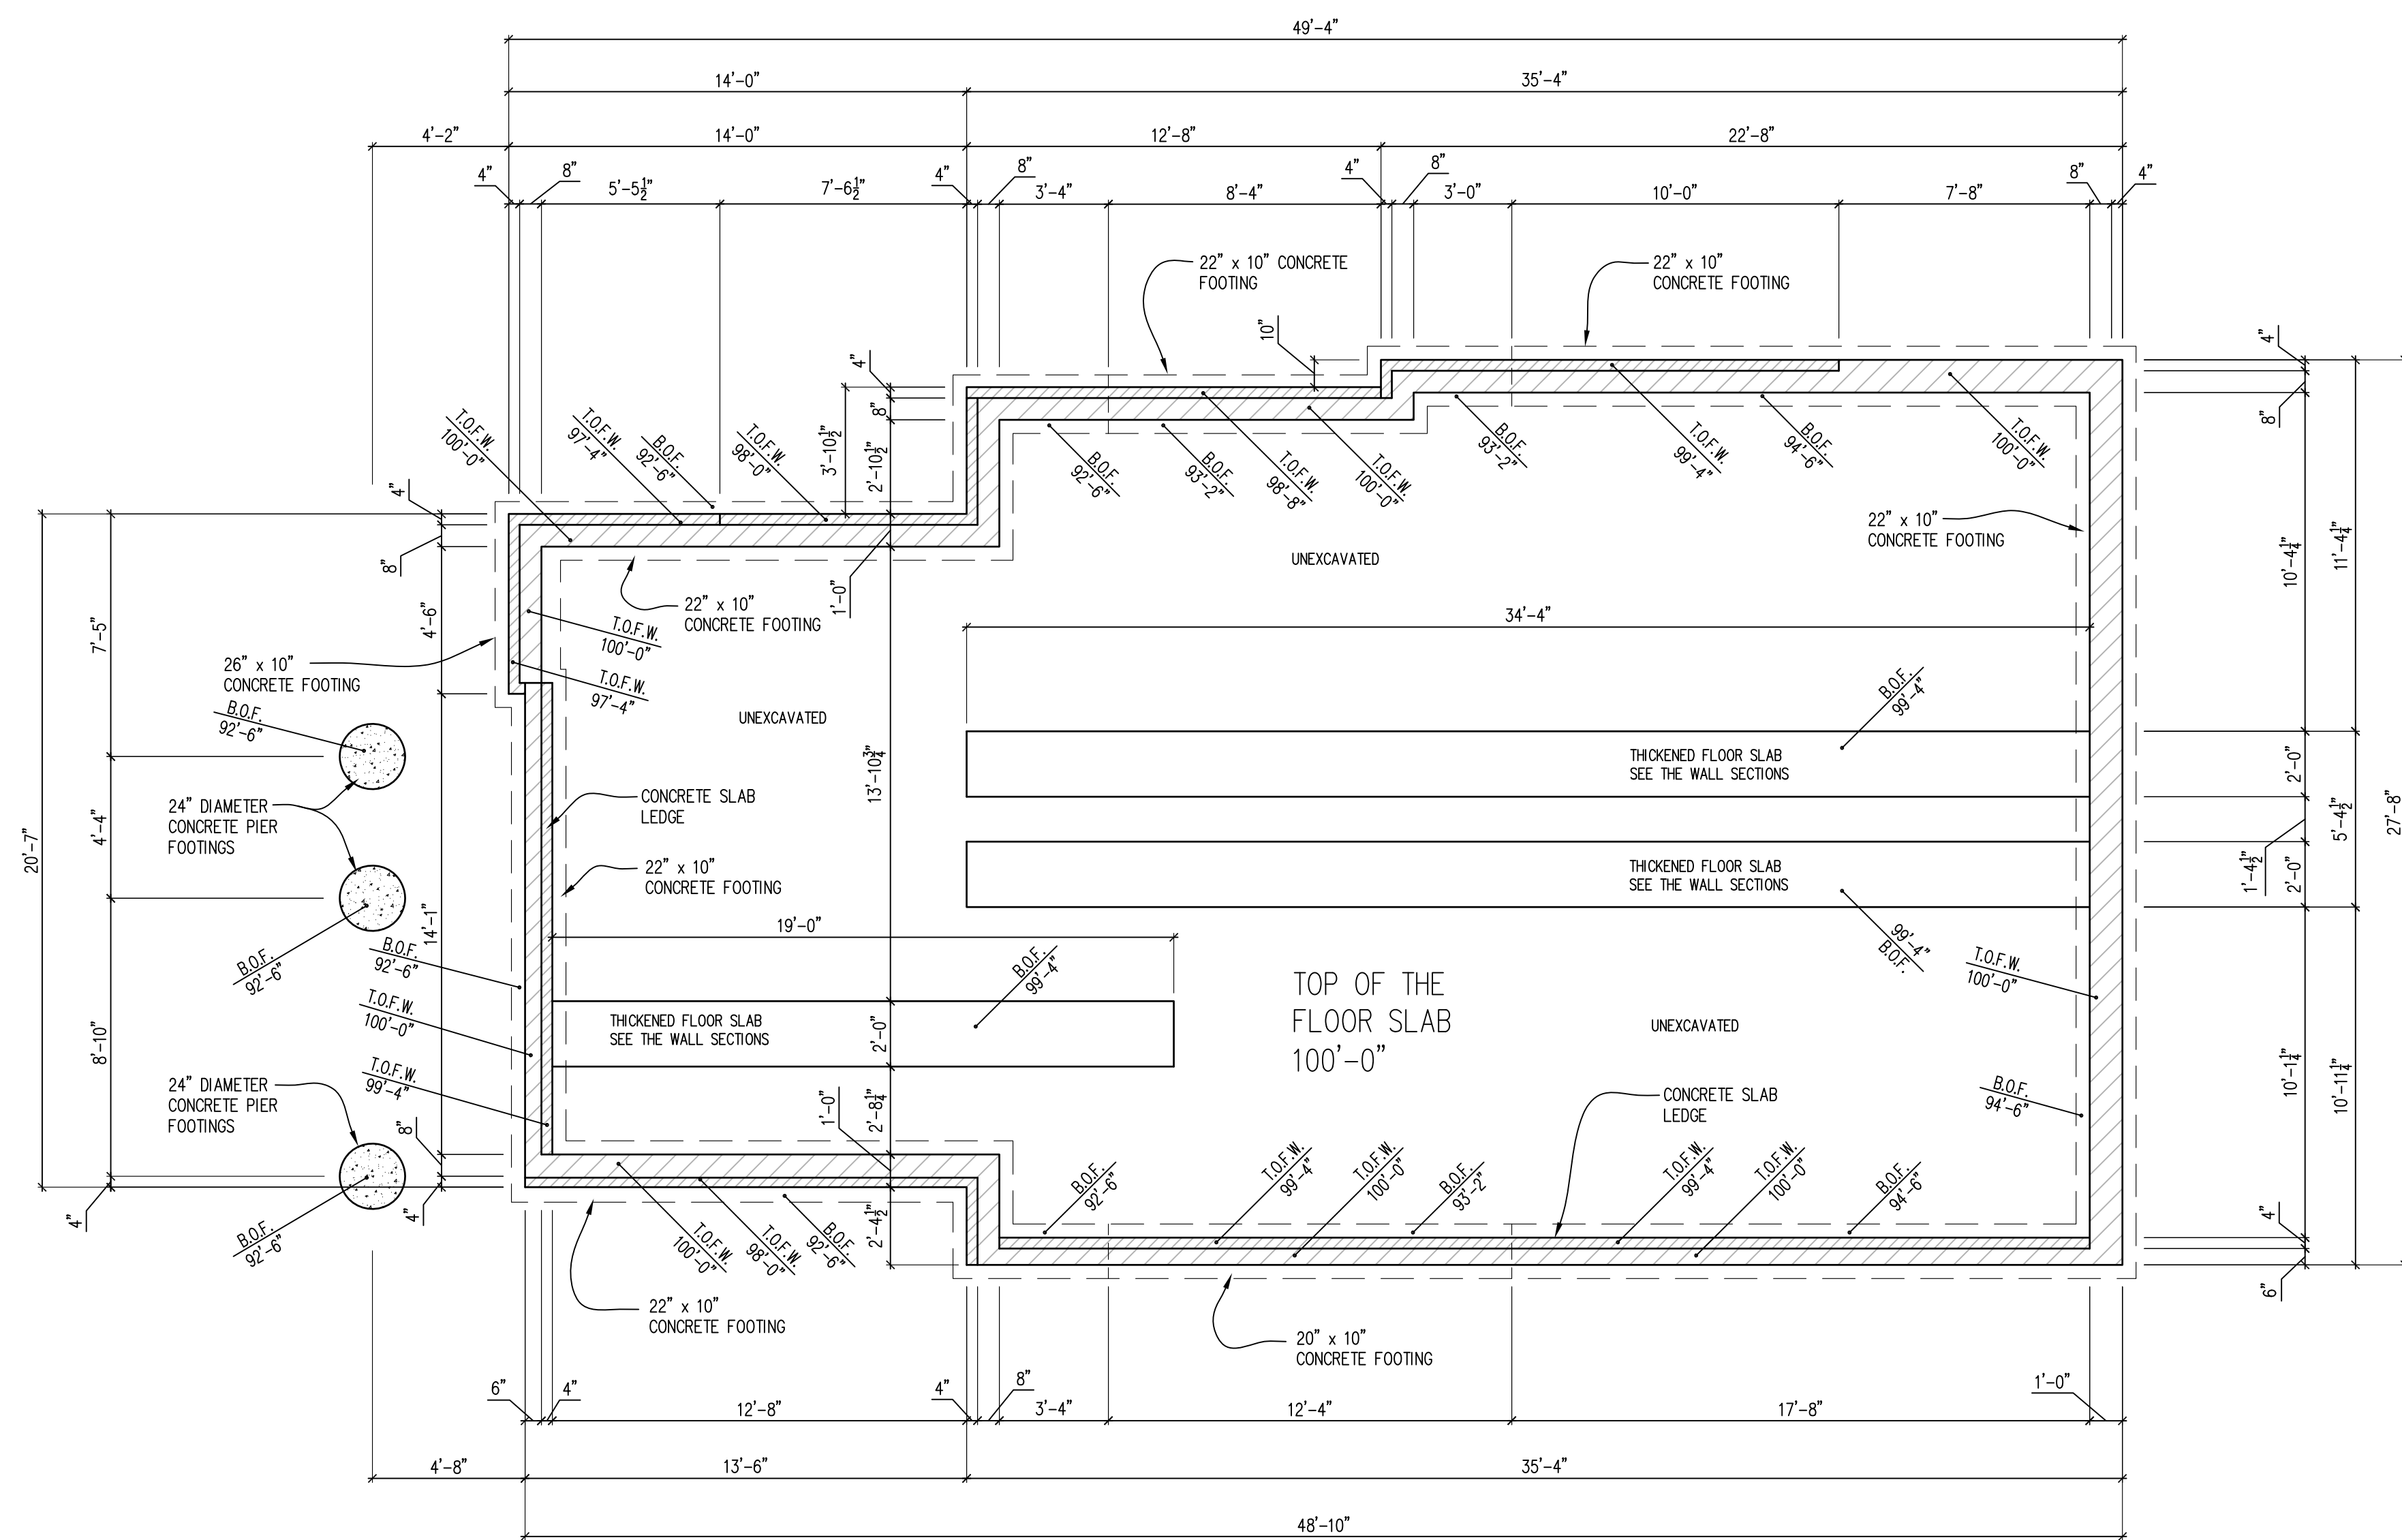 49'-4"
14'-0"
35'-4"
4'-2"
14'-0"
12'-8"
22'-8"
4"
8"
5'-5½"
7'-6½"
4"
8"
3'-4"
8'-4"
4"
8"
3'-0"
10'-0"
7'-8"
8"
4"
22" x 10" CONCRETE
FOOTING
22" x 10"
CONCRETE FOOTING
10"
4"
8"
3'-10½"
2'-10½"
1'-0"
T.O.F.W.
100'-0"
T.O.F.W.
97'-4"
B.O.F.
92'-6"
T.O.F.W.
98'-0"
B.O.F.
92'-6"
B.O.F.
93'-2"
T.O.F.W.
98'-8"
T.O.F.W.
100'-0"
B.O.F.
93'-2"
T.O.F.W.
99'-4"
B.O.F.
94'-6"
T.O.F.W.
100'-0"
4"
8"
22" x 10"
CONCRETE FOOTING
UNEXCAVATED
10'-4¼"
11'-4¼"
4"
8"
4'-6"
7'-5"
22" x 10"
CONCRETE FOOTING
T.O.F.W.
100'-0"
T.O.F.W.
97'-4"
26" x 10"
CONCRETE FOOTING
34'-4"
B.O.F.
92'-6"
UNEXCAVATED
13'-10¾"
B.O.F.
99'-4"
THICKENED FLOOR SLAB
SEE THE WALL SECTIONS
2'-0"
24" DIAMETER
CONCRETE PIER
FOOTINGS
CONCRETE SLAB
LEDGE
20'-7"
4'-4"
1'-4½"
5'-4½"
27'-8"
22" x 10"
CONCRETE FOOTING
THICKENED FLOOR SLAB
SEE THE WALL SECTIONS
2'-0"
14'-1"
19'-0"
99'-4"
B.O.F.
B.O.F.
92'-6"
B.O.F.
92'-6"
B.O.F.
99'-4"
T.O.F.W.
100'-0"
TOP OF THE
FLOOR SLAB
100'-0"
T.O.F.W.
100'-0"
THICKENED FLOOR SLAB
SEE THE WALL SECTIONS
2'-0"
UNEXCAVATED
8'-10"
T.O.F.W.
99'-4"
10'-1¼"
10'-11¼"
24" DIAMETER
CONCRETE PIER
FOOTINGS
8"
1'-0"
2'-8¼"
CONCRETE SLAB
LEDGE
B.O.F.
94'-6"
B.O.F.
92'-6"
T.O.F.W.
99'-4"
T.O.F.W.
100'-0"
B.O.F.
93'-2"
T.O.F.W.
99'-4"
T.O.F.W.
100'-0"
B.O.F.
94'-6"
4"
4"
B.O.F.
92'-6"
T.O.F.W.
100'-0"
T.O.F.W.
98'-0"
B.O.F.
92'-6"
2'-4½"
4"
6"
22" x 10"
CONCRETE FOOTING
20" x 10"
CONCRETE FOOTING
6"
4"
12'-8"
4"
8"
3'-4"
12'-4"
17'-8"
1'-0"
4'-8"
13'-6"
35'-4"
48'-10"